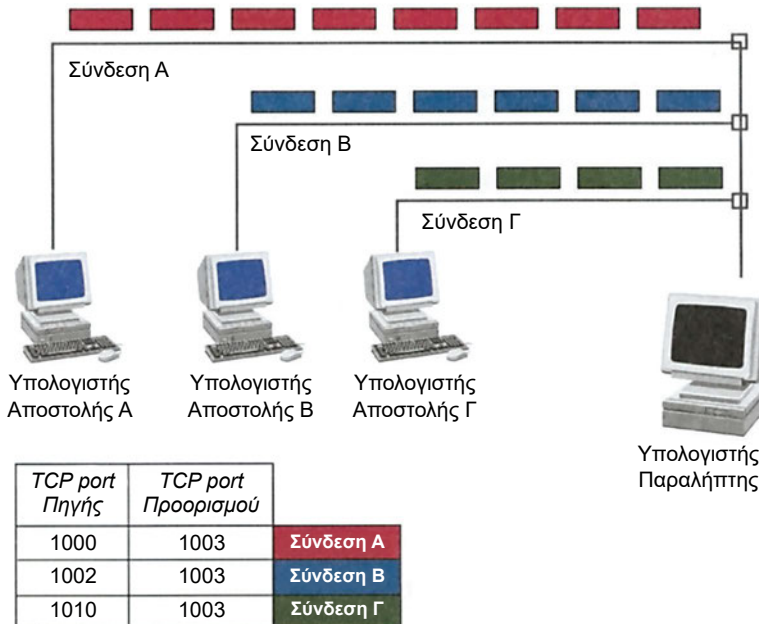 Σύνδεση Α
Σύνδεση Β
Σύνδεση Γ
Υπολογιστής
Αποστολής Α
Υπολογιστής
Αποστολής Β
Υπολογιστής
Αποστολής Γ
Υπολογιστής
Παραλήπτης
TCP port
Πηγής
TCP port
Προορισμού
1000 1003 Σύνδεση Α
1002 1003 Σύνδεση Β
1010 1003 Σύνδεση Γ